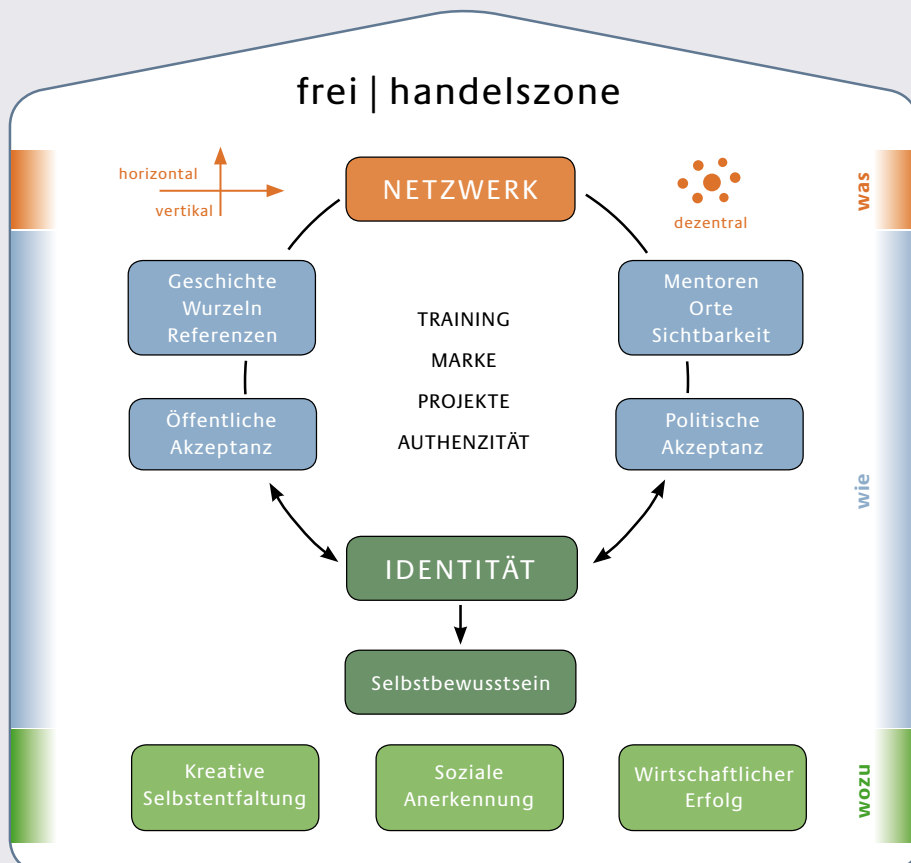 frei | handelszone
horizontal
vertikal
NETZWERK
dezentral
was
Geschichte
Wurzeln
Referenzen
TRAINING
MARKE
PROJEKTE
AUTHENZITÄT
Mentoren
Orte
Sichtbarkeit
Öffentliche
Akzeptanz
Politische
Akzeptanz
wie
IDENTITÄT
Selbstbewusstsein
Kreative
Selbstentfaltung
Soziale
Anerkennung
Wirtschaftlicher
Erfolg
wozu